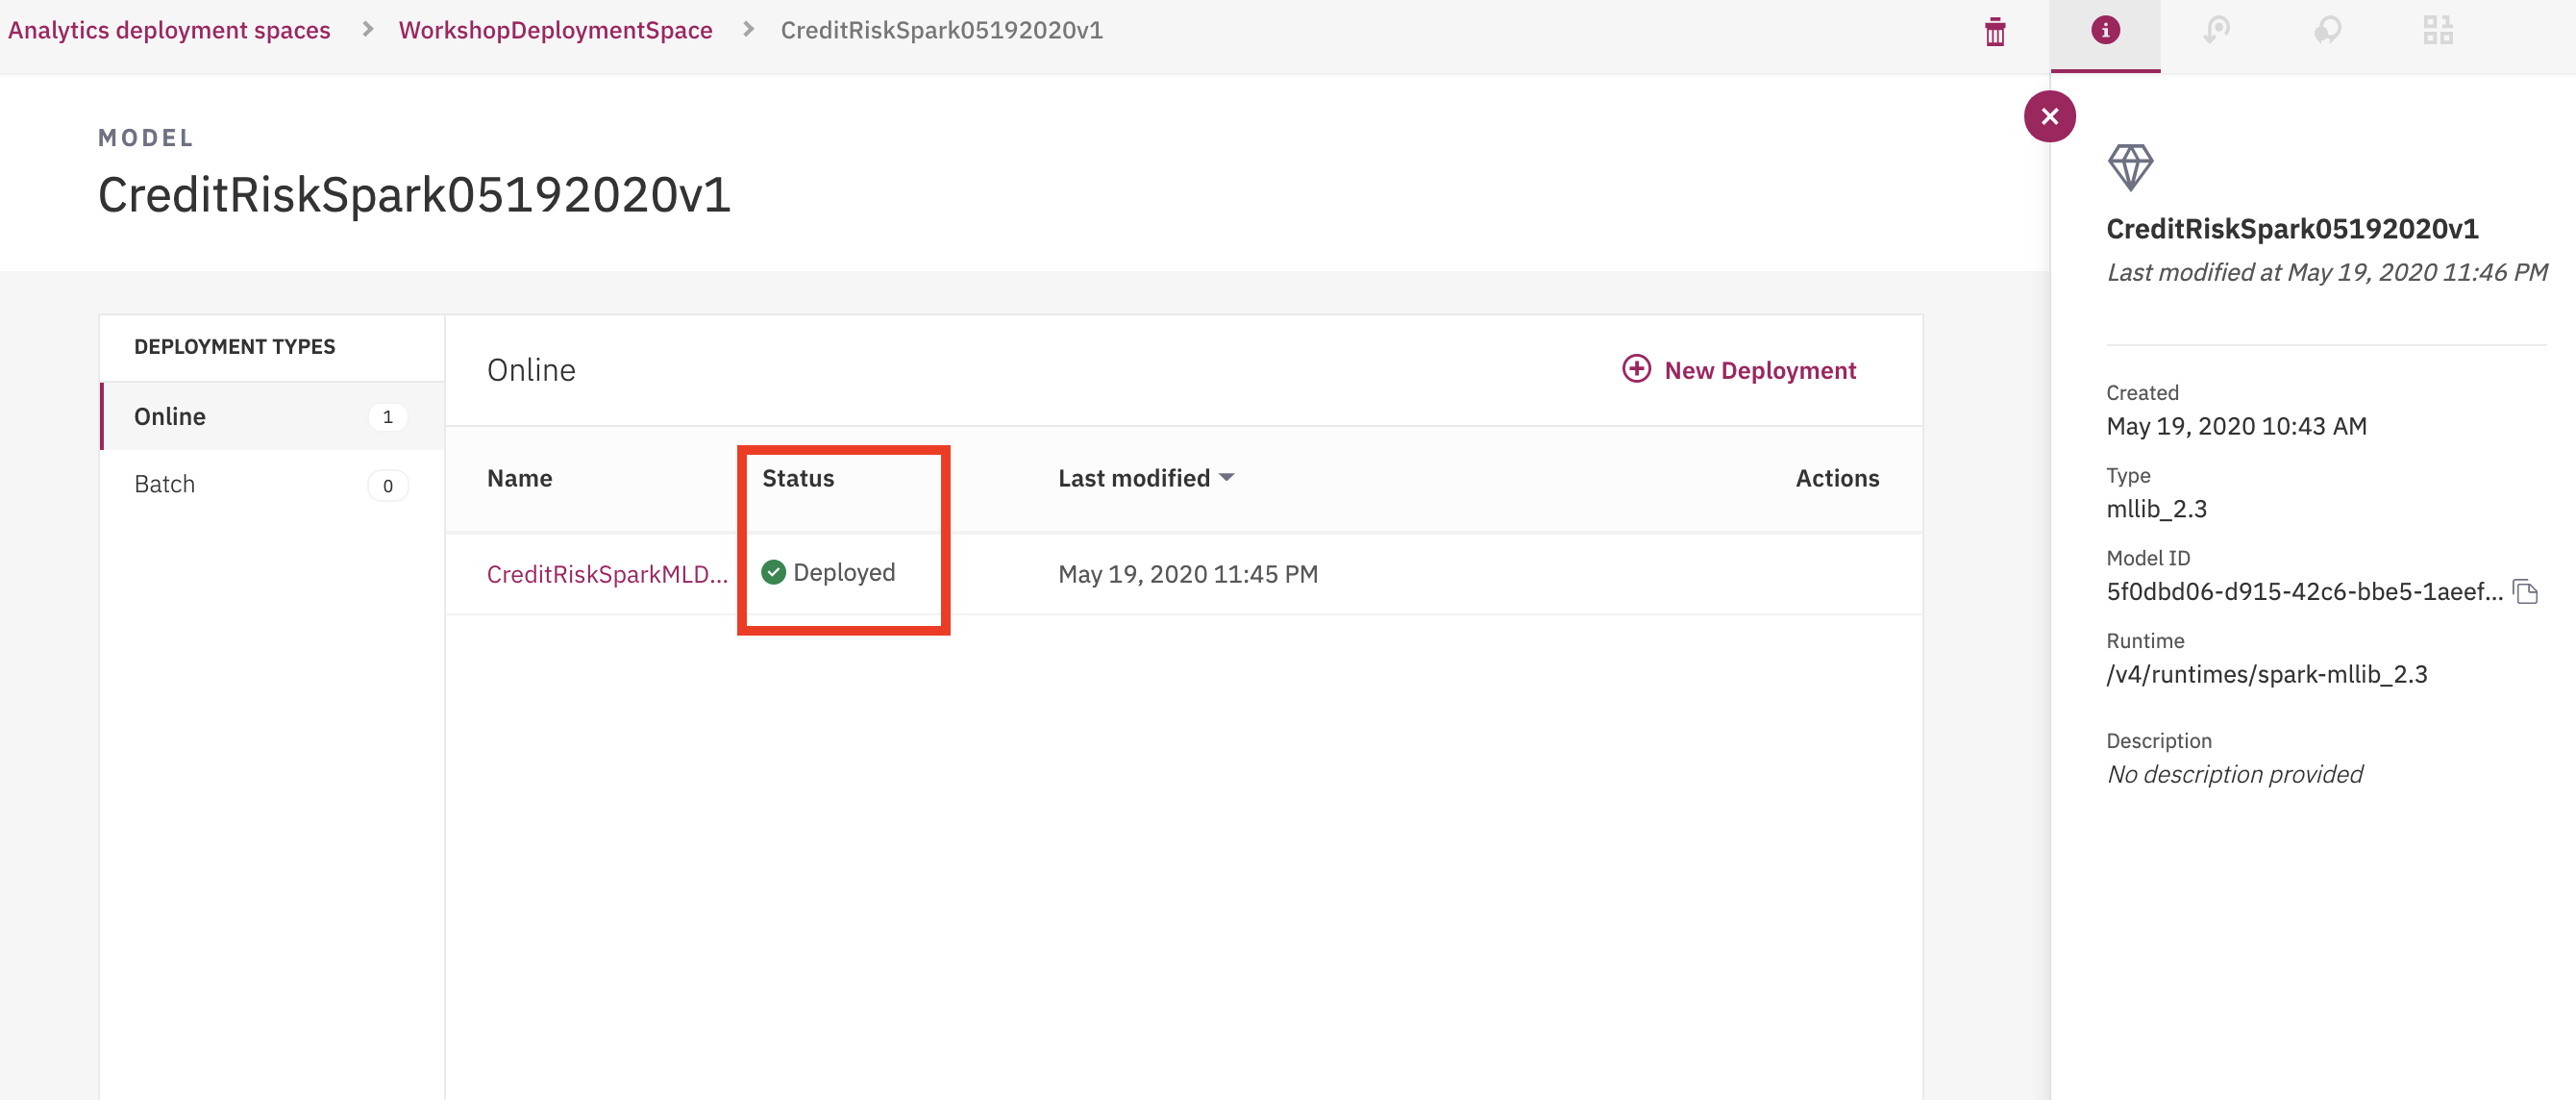 Analytics deployment spaces > WorkshopDeploymentSpace > CreditRiskSpark05192020v1
MODEL
CreditRiskSpark05192020v1
DEPLOYMENT TYPES
Online 1
Batch 0
Online
New Deployment
Name Status Last modified Actions
CreditRiskSparkMLD... Deployed May 19, 2020 11:45 PM
CreditRiskSpark05192020v1
Last modified at May 19, 2020 11:46 PM
Created
May 19, 2020 10:43 AM
Type
mllib_2.3
Model ID
5f0dbd06-d915-42c6-bbe5-1aeef...
Runtime
/v4/runtimes/spark-mllib_2.3
Description
No description provided